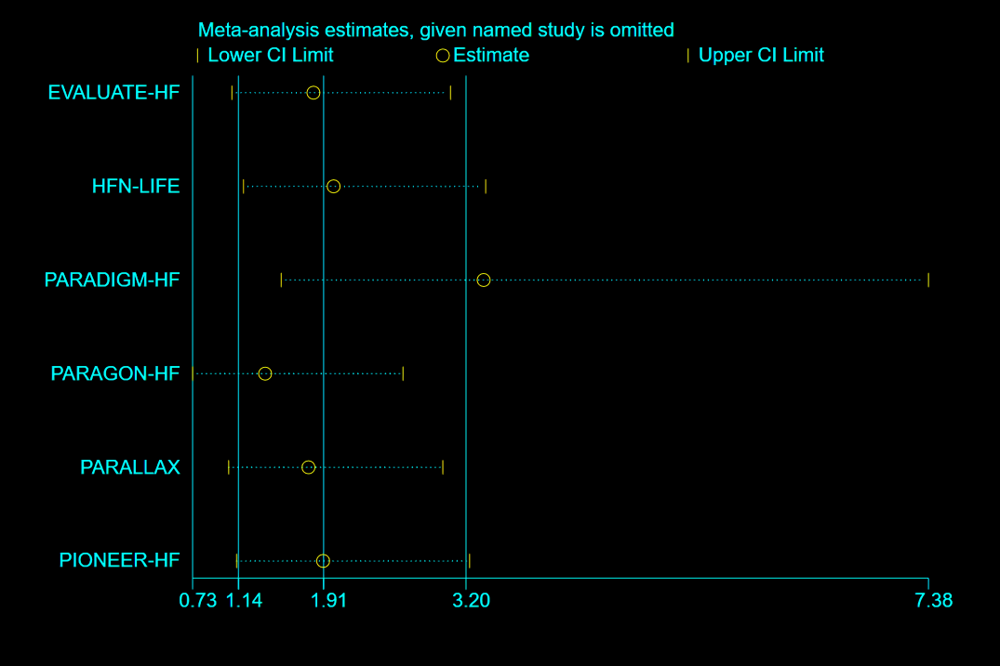 Meta-analysis estimates, given named study is omitted
Lower CI Limit Estimate Upper CI Limit
EVALUATE-HF
HFN-LIFE
PARADIGM-HF
PARAGON-HF
PARALLAX
PIONEER-HF
0.73 1.14 1.91 3.20 7.38